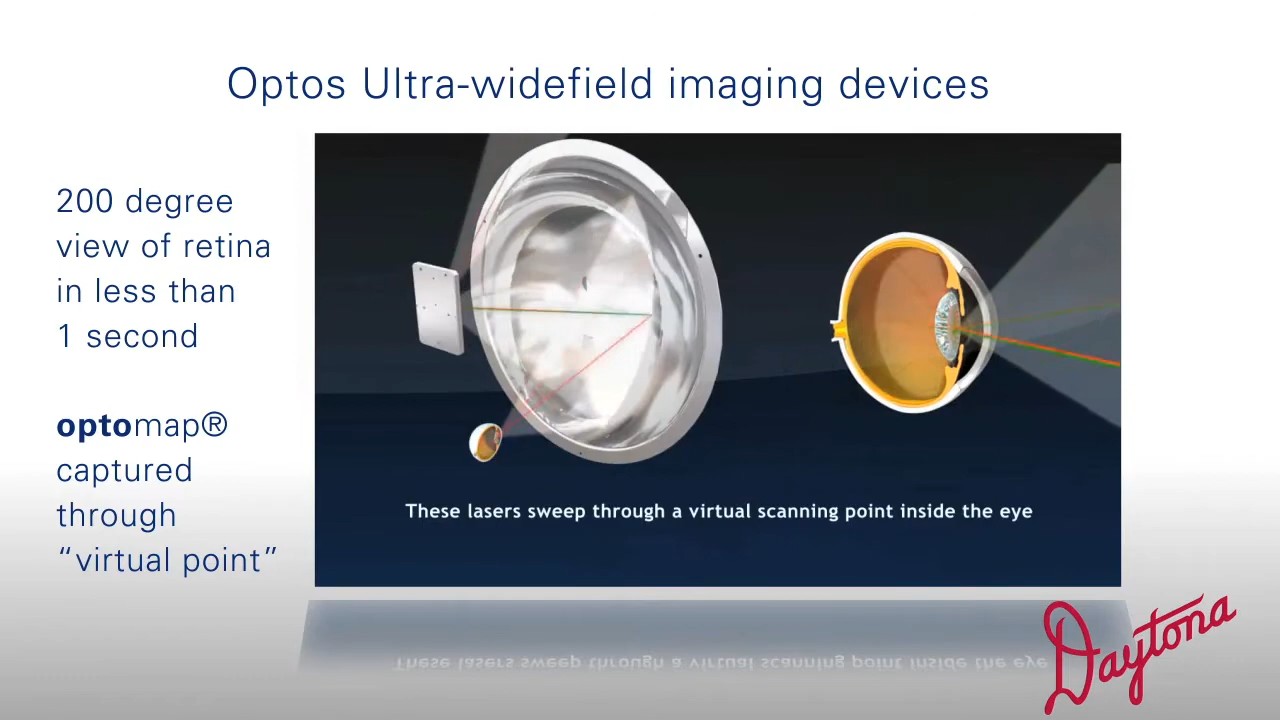 Optos Ultra-widefield imaging devices
200 degree
view of retina
in less than
1 second
optomap®
captured
through
“virtual point”
These lasers sweep through a virtual scanning point inside the eye
These lasers sweep through a virtual scanning point inside the eye
Daytona